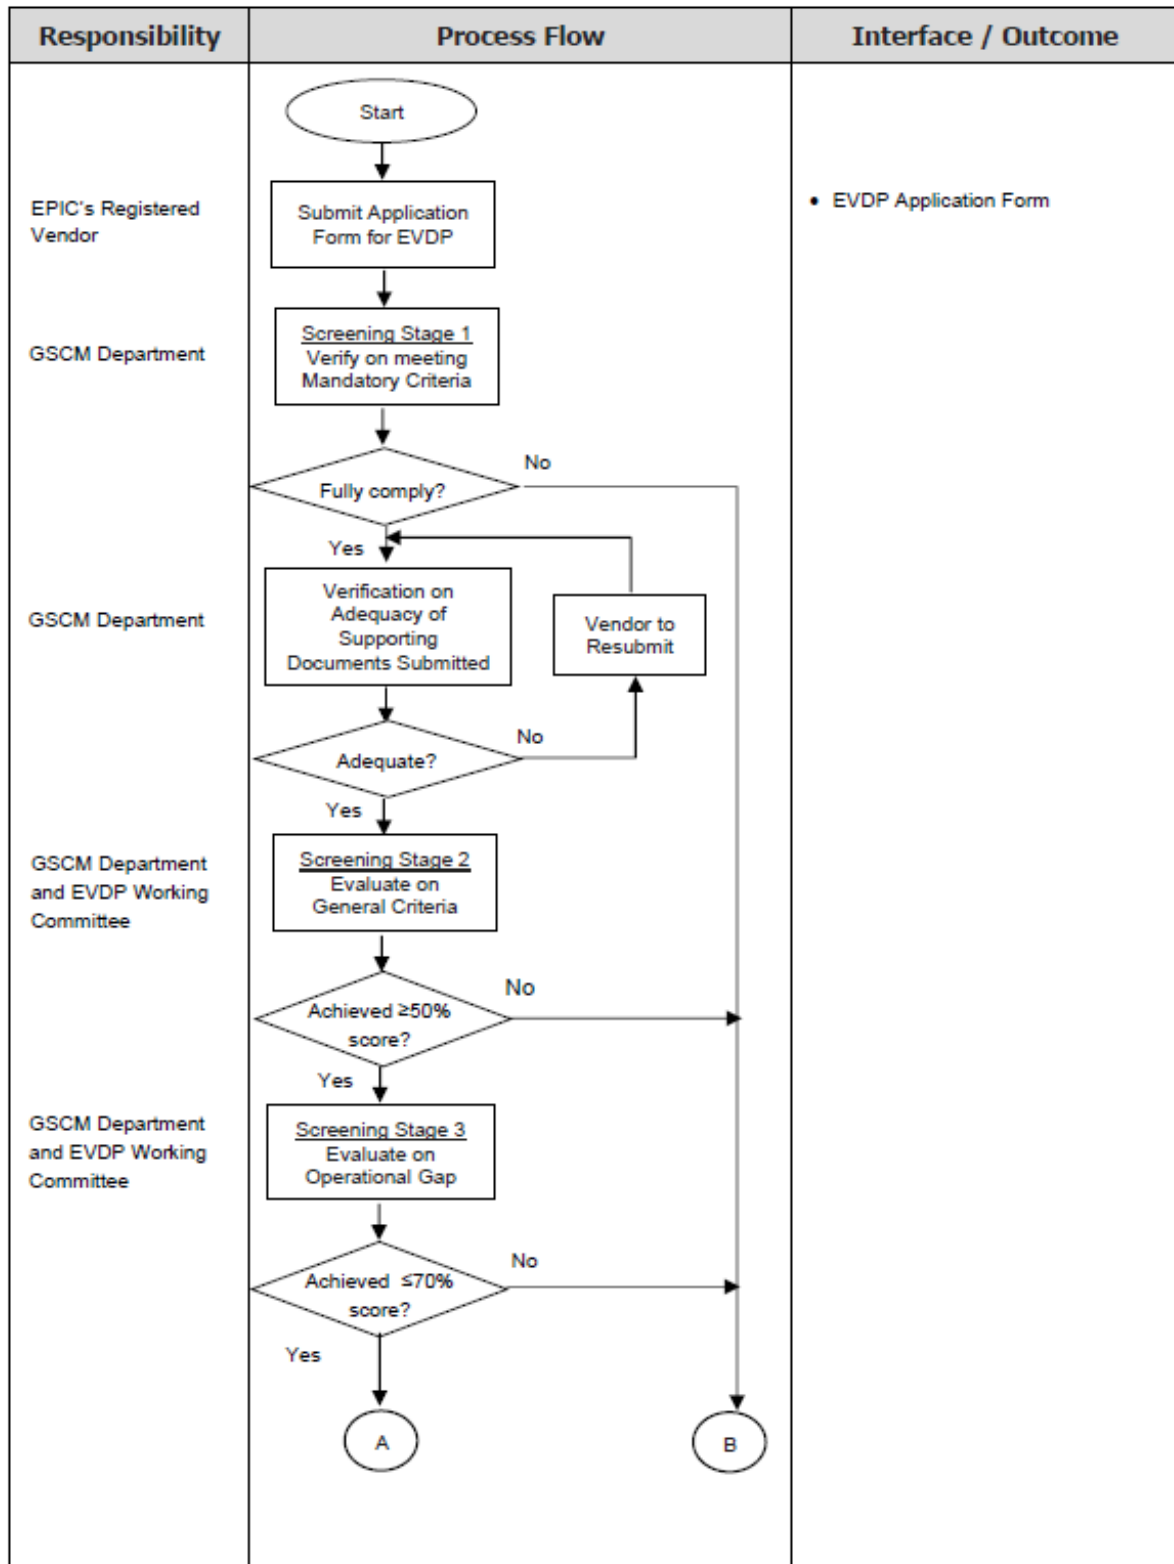 Responsibility
Process Flow
Interface / Outcome
Start
EPIC's Registered
Vendor
Submit Application
Form for EVDP
• EVDP Application Form
GSCM Department
Screening Stage 1
Verify on meeting
Mandatory Criteria
Fully comply?
No
Yes
GSCM Department
Verification on
Adequacy of
Supporting
Documents Submitted
Vendor to
Resubmit
Adequate?
No
Yes
GSCM Department
and EVDP Working
Committee
Screening Stage 2
Evaluate on
General Criteria
Achieved ≥50%
score?
No
Yes
GSCM Department
and EVDP Working
Committee
Screening Stage 3
Evaluate on
Operational Gap
Achieved ≤70%
score?
No
Yes
A
B